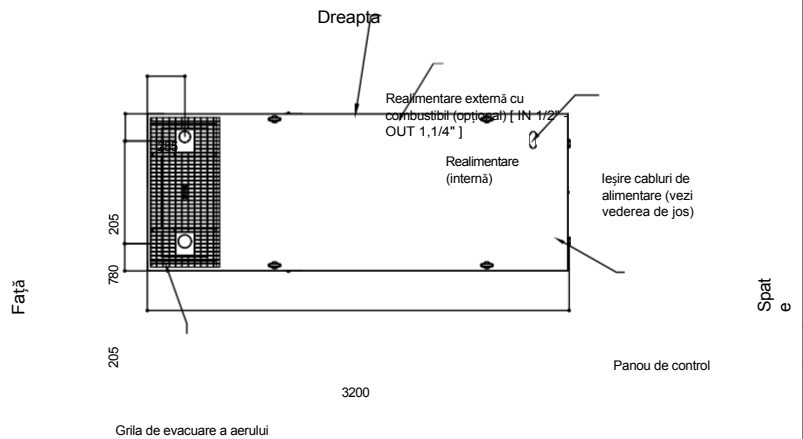 Dreapta
Realimentare externă cu
combustibil (opțional) [ IN 1/2" -
OUT 1,1/4" ]
285
Realimentare
(internă)
Ieșire cabluri de
alimentare (vezi
vederea de jos)
205
780
Față
Spat
e
205
Panou de control
3200
Grila de evacuare a aerului